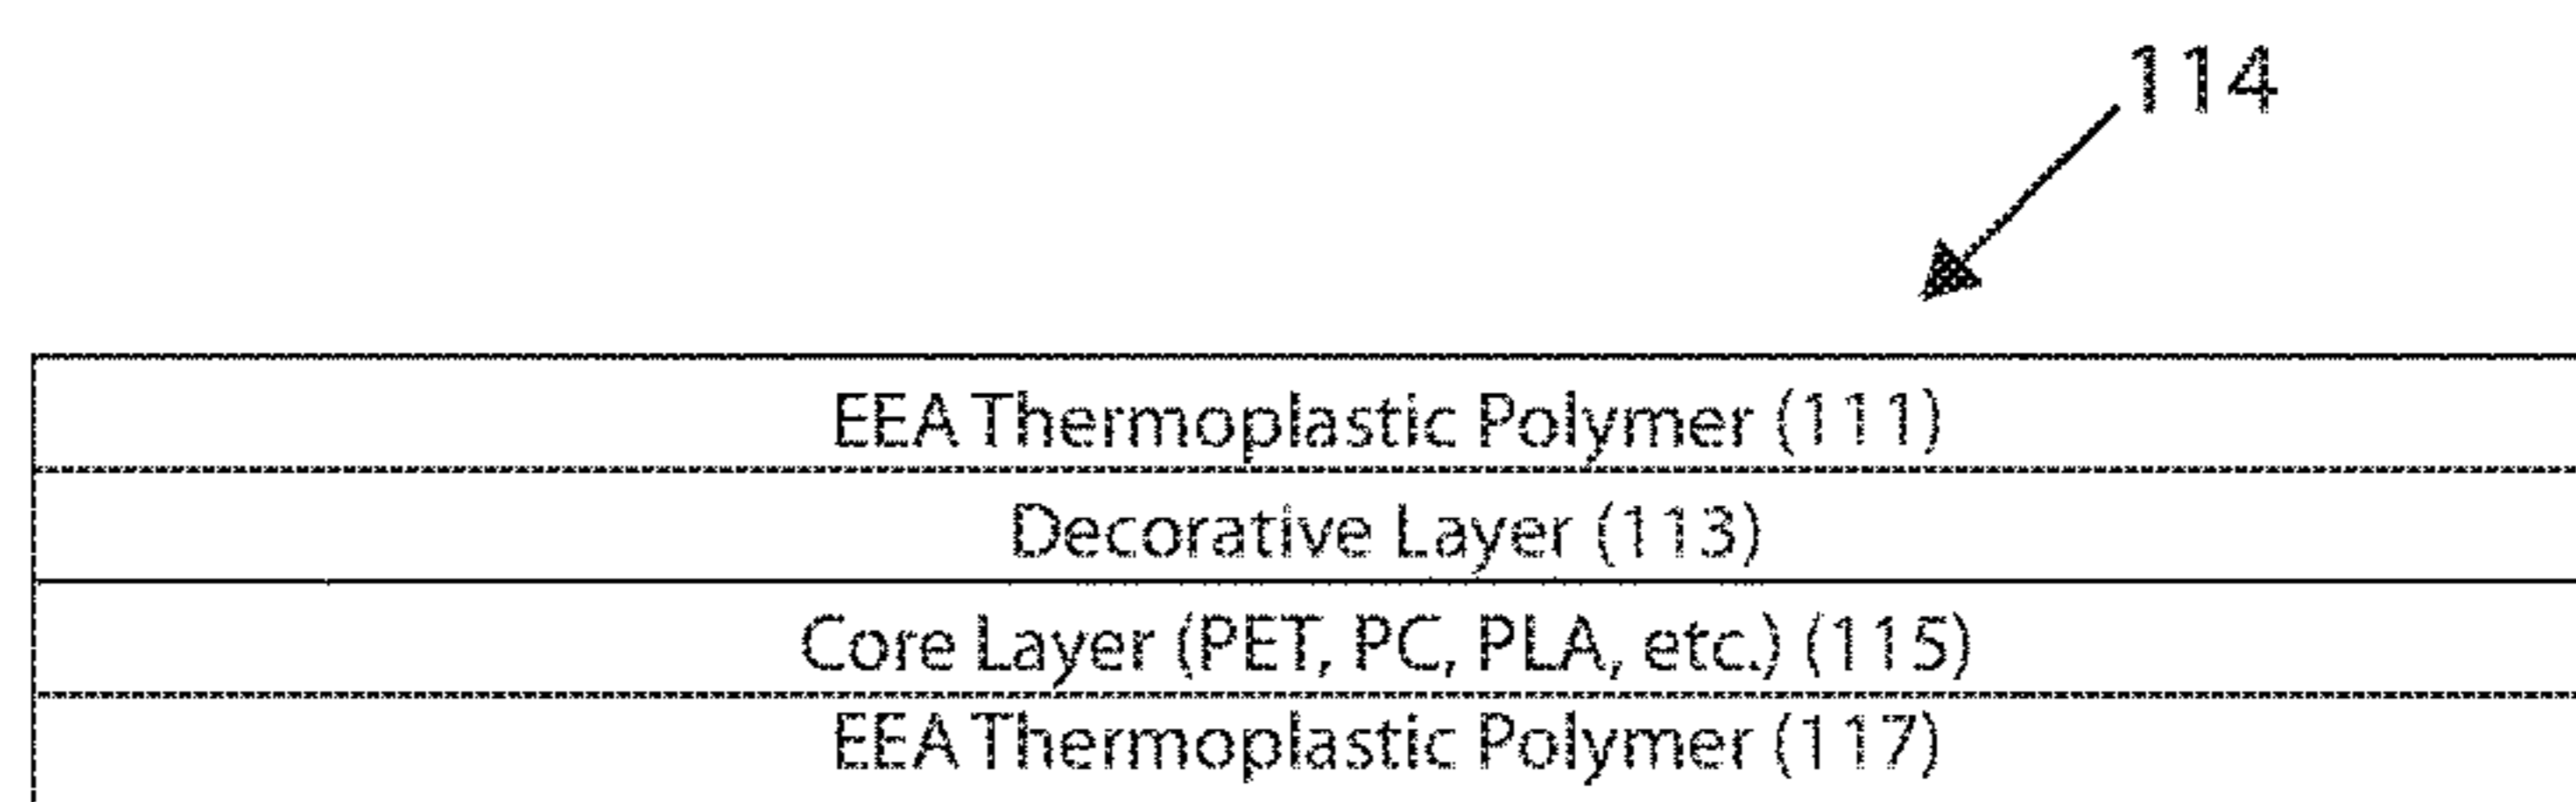 114
EEA Thermoplastic Polymer (111)
Decorative Layer (113)
Core Layer (PET, PC, PLA, etc.) (115)
EEA Thermoplastic Polymer (117)